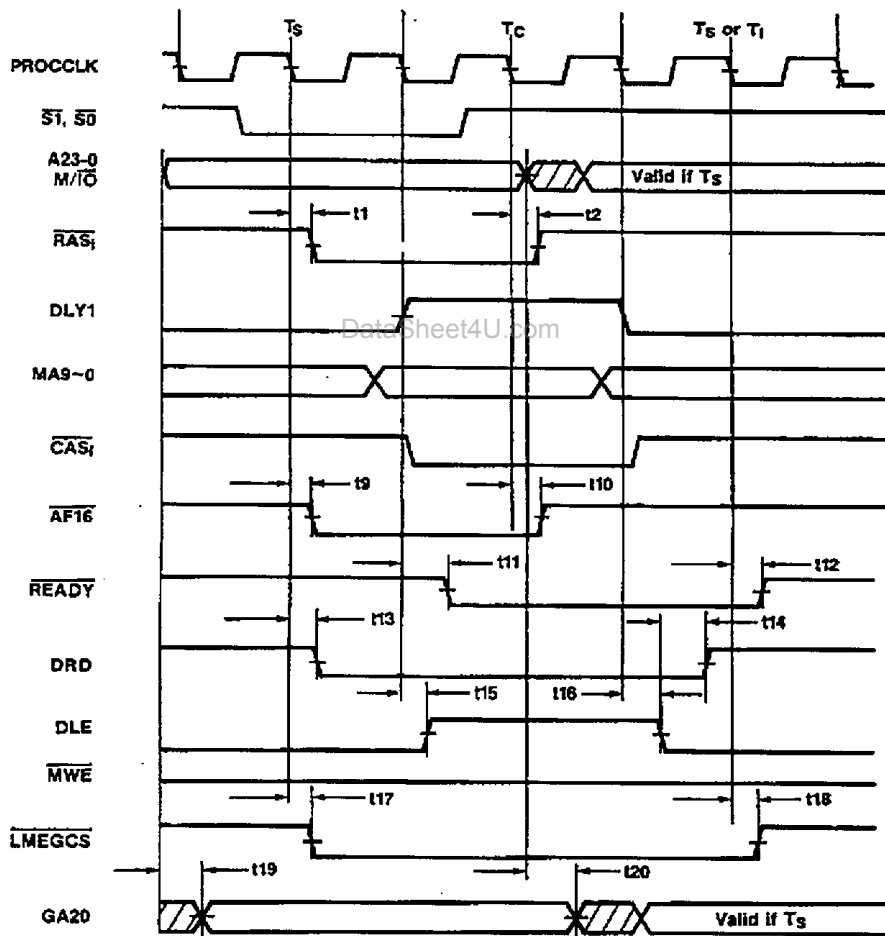 TS TC TS or TI
PROCCLK
S1, S0
A23-0
M/IO
Valid if TS
t1 t2
RASi
DLY1
DataSheet4U.com
MA9~0
CASi
t9 t10
AF16
t11 t12
READY
t13 t14
DRD
t15 t16
DLE
MWE
t17 t18
LMEGCS
t19 t20
GA20
Valid if TS